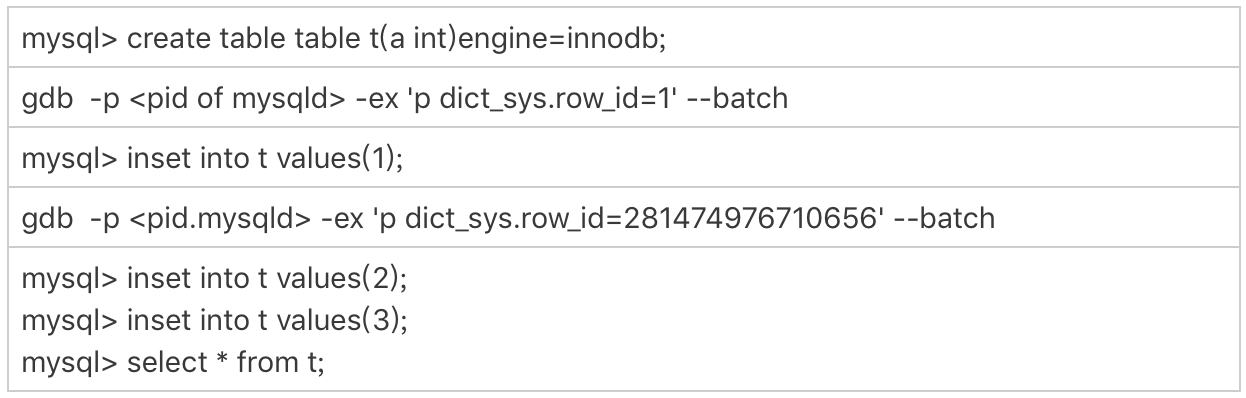 mysql> create table table t(a int)engine=innodb;
gdb  -p <pid of mysqld> -ex 'p dict_sys.row_id=1' --batch
mysql> inset into t values(1);
gdb  -p <pid.mysqld> -ex 'p dict_sys.row_id=281474976710656' --batch
mysql> inset into t values(2);
mysql> inset into t values(3);
mysql> select * from t;